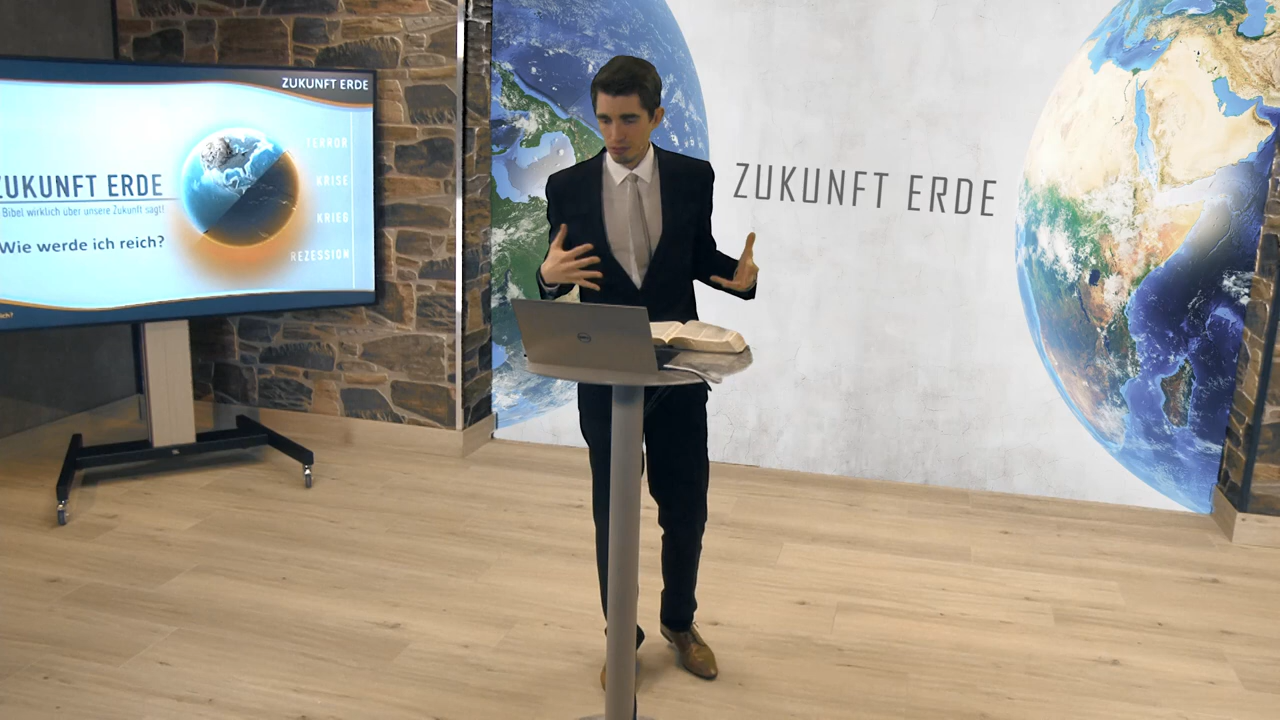 ZUKUNFT ERDE
TERROR
KRISE
ZUKUNFT ERDE
Bibel wirklich über unsere Zukunft sagt!
KRIEG
Wie werde ich reich?
REZESSION
ZUKUNFT ERDE
DELL